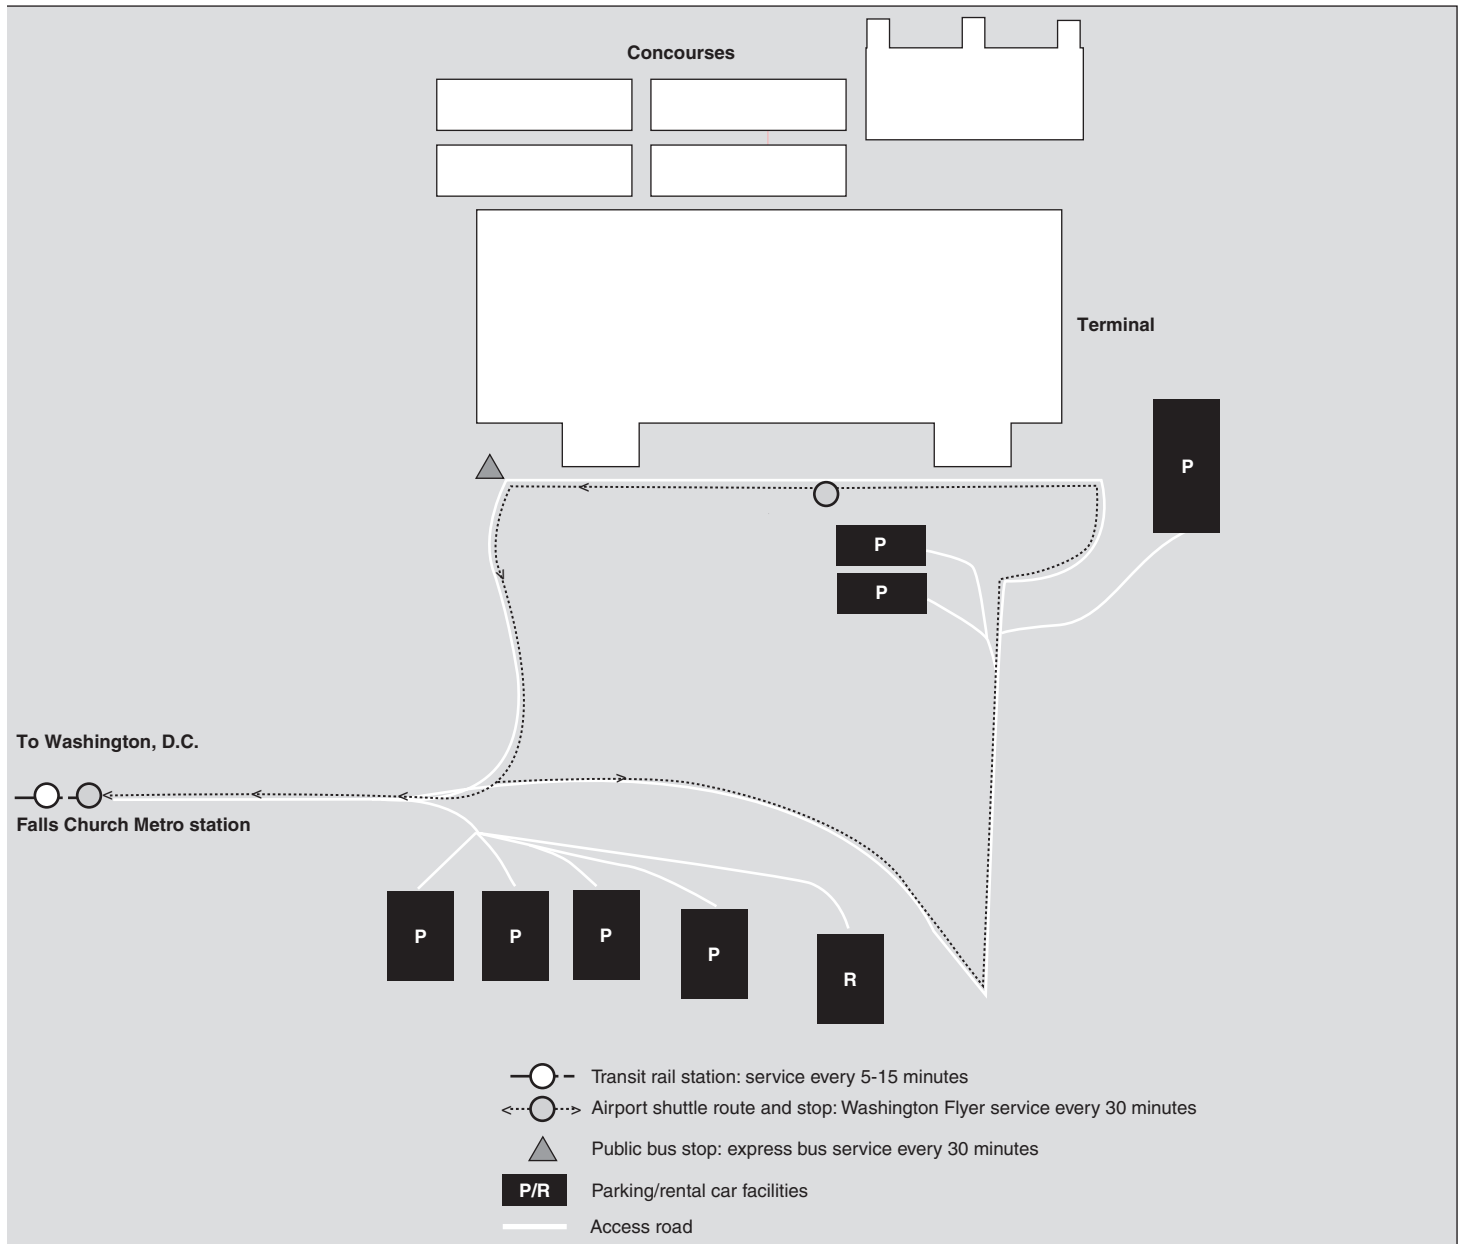 Concourses
Terminal
P
P
P
To Washington, D.C.
Falls Church Metro station
P
P
P
P
R
Transit rail station: service every 5-15 minutes
Airport shuttle route and stop: Washington Flyer service every 30 minutes
Public bus stop: express bus service every 30 minutes
P/R Parking/rental car facilities
Access road